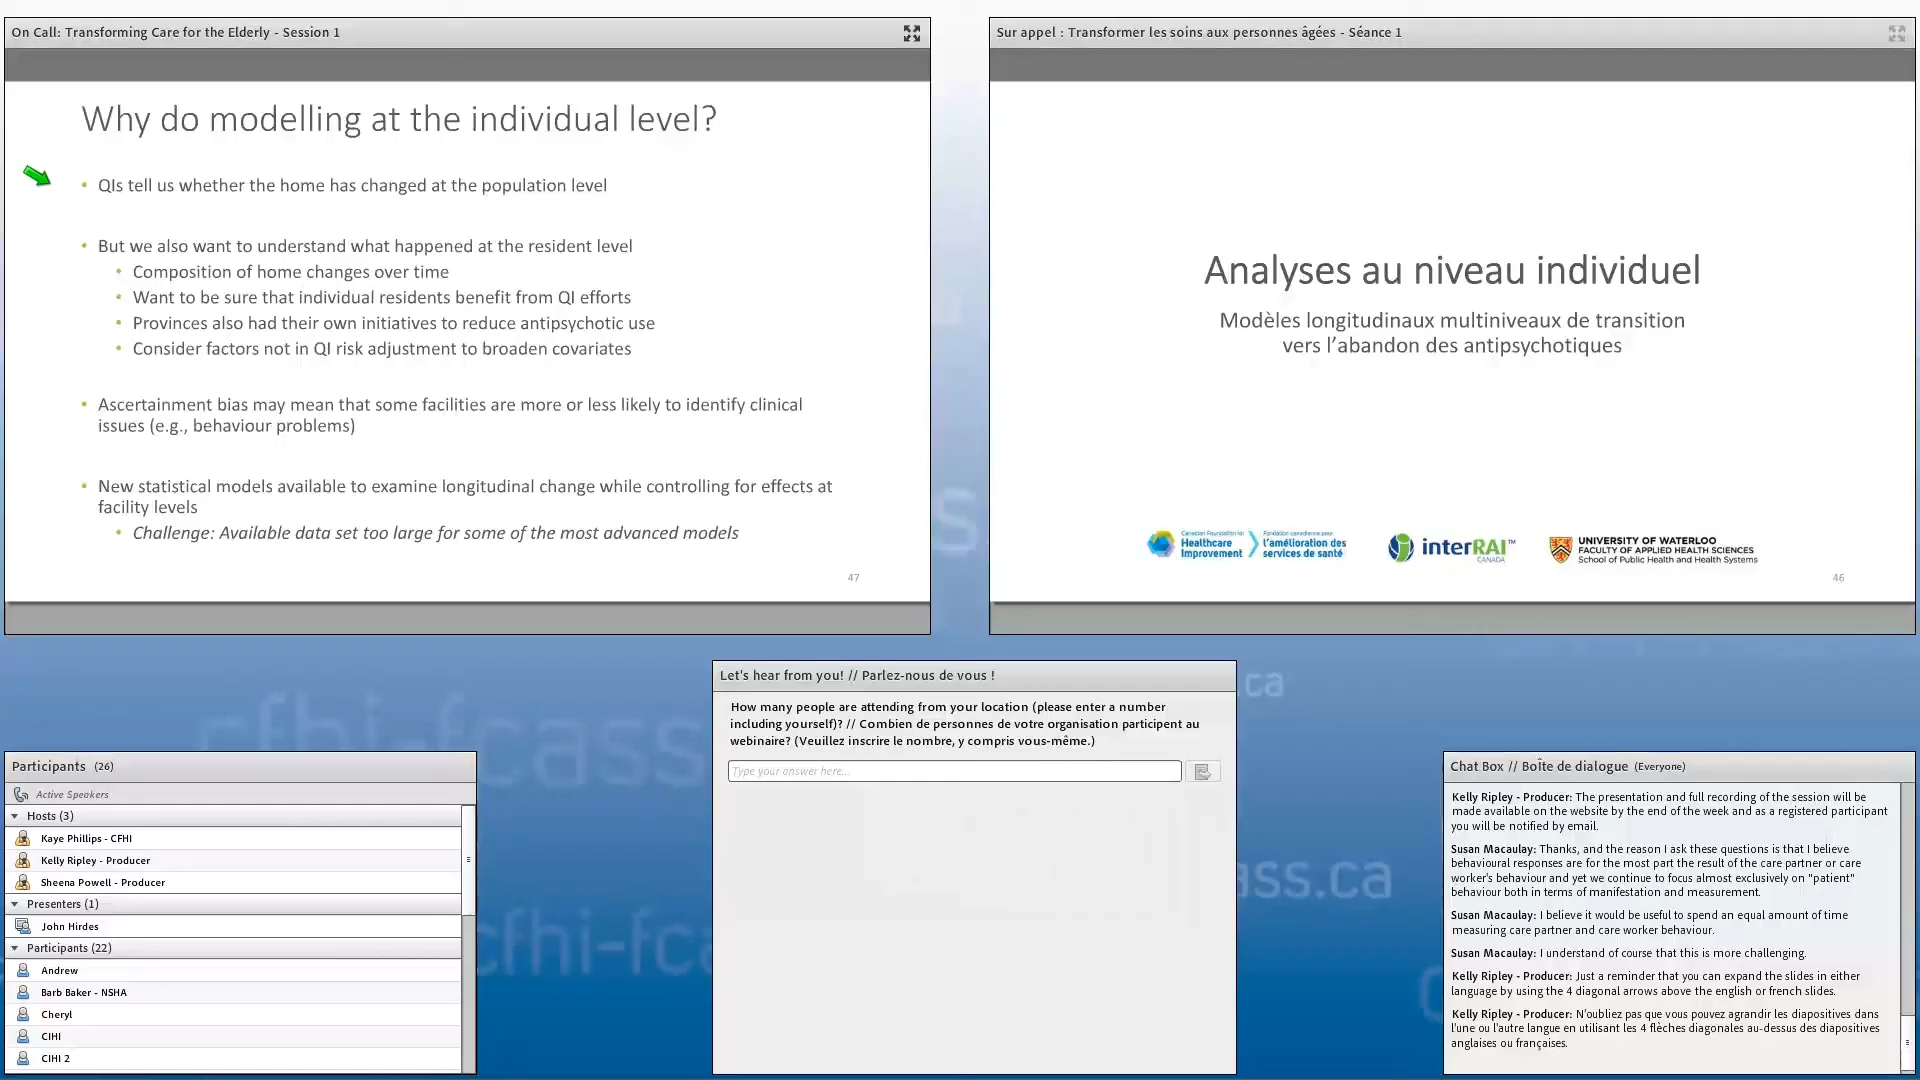 On Call: Transforming Care for the Elderly - Session 1
Why do modelling at the individual level?
• QIs tell us whether the home has changed at the population level
• But we also want to understand what happened at the resident level
• Composition of home changes over time
• Want to be sure that individual residents benefit from QI efforts
• Provinces also had their own initiatives to reduce antipsychotic use
• Consider factors not in QI risk adjustment to broaden covariates
• Ascertainment bias may mean that some facilities are more or less likely to identify clinical
issues (e.g., behaviour problems)
• New statistical models available to examine longitudinal change while controlling for effects at
facility levels
• Challenge: Available data set too large for some of the most advanced models
47
Sur appel : Transformer les soins aux personnes âgées - Séance 1
Analyses au niveau individuel
Modèles longitudinaux multiniveaux de transition
vers l'abandon des antipsychotiques
Canadian Foundation for
Healthcare
Improvement
Fondation canadienne pour
l'amélioration des
services de santé
interRAI™
CANADA
UNIVERSITY OF WATERLOO
FACULTY OF APPLIED HEALTH SCIENCES
School of Public Health and Health Systems
46
cfhi-fcass
.ca
ass.ca
cfhi-fca
Participants (26)
Active Speakers
Hosts (3)
Kaye Phillips - CFHI
Kelly Ripley - Producer
Sheena Powell - Producer
Presenters (1)
John Hirdes
Participants (22)
Andrew
Barb Baker - NSHA
Cheryl
CIHI
CIHI 2
Let's hear from you! // Parlez-nous de vous !
How many people are attending from your location (please enter a number
including yourself)? // Combien de personnes de votre organisation participent au
webinaire? (Veuillez inscrire le nombre, y compris vous-même.)
Type your answer here...
Chat Box // Boîte de dialogue (Everyone)
Kelly Ripley - Producer: The presentation and full recording of the session will be
made available on the website by the end of the week and as a registered participant
you will be notified by email.
Susan Macaulay: Thanks, and the reason I ask these questions is that I believe
behavioural responses are for the most part the result of the care partner or care
worker's behaviour and yet we continue to focus almost exclusively on "patient"
behaviour both in terms of manifestation and measurement.
Susan Macaulay: I believe it would be useful to spend an equal amount of time
measuring care partner and care worker behaviour.
Susan Macaulay: I understand of course that this is more challenging.
Kelly Ripley - Producer: Just a reminder that you can expand the slides in either
language by using the 4 diagonal arrows above the english or french slides.
Kelly Ripley - Producer: N'oubliez pas que vous pouvez agrandir les diapositives dans
l'une ou l'autre langue en utilisant les 4 flèches diagonales au-dessus des diapositives
anglaises ou françaises.